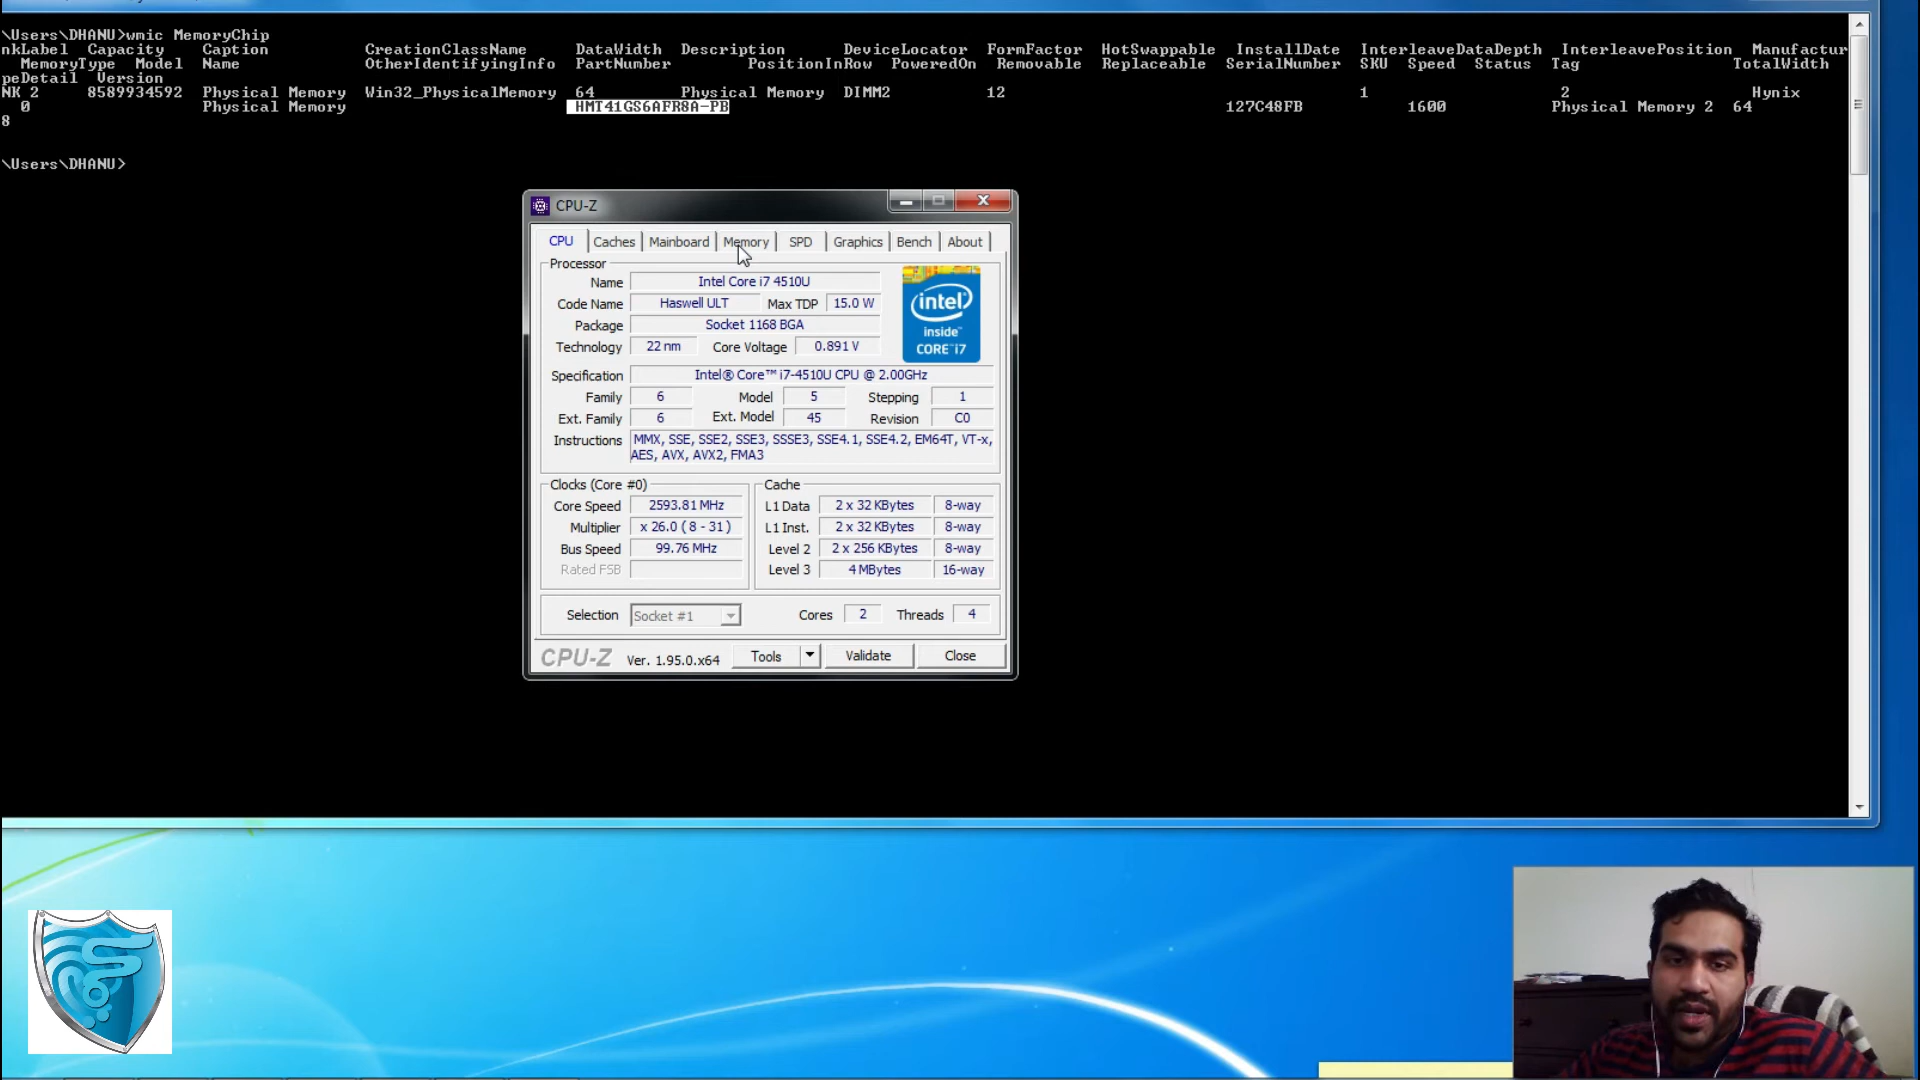 \Users\DHANU>wmic MemoryChip
nkLabel Capacity Caption CreationClassName DataWidth Description DeviceLocator FormFactor HotSwappable InstallDate InterleaveDataDepth InterleavePosition Manufactur
MemoryType Model Name OtherIdentifyingInfo PartNumber PositionInRow PoweredOn Removable Replaceable SerialNumber SKU Speed Status Tag TotalWidth
peDetail Version
NK 2 8589934592 Physical Memory Win32_PhysicalMemory 64 Physical Memory DIMM2 12 1 2 Hynix
0 Physical Memory HMT41GS6AFR8A-PB 127C48FB 1600 Physical Memory 2 64
8
\Users\DHANU>
CPU-Z
CPU Caches Mainboard Memory SPD Graphics Bench About
Processor
Name Intel Core i7 4510U
Code Name Haswell ULT Max TDP 15.0 W
Package Socket 1168 BGA
Technology 22 nm Core Voltage 0.891 V
intel inside™ CORE™i7
Specification Intel® Core™ i7-4510U CPU @ 2.00GHz
Family 6 Model 5 Stepping 1
Ext. Family 6 Ext. Model 45 Revision C0
Instructions MMX, SSE, SSE2, SSE3, SSSE3, SSE4.1, SSE4.2, EM64T, VT-x,
AES, AVX, AVX2, FMA3
Clocks (Core #0) Cache
Core Speed 2593.81 MHz L1 Data 2 x 32 KBytes 8-way
Multiplier x 26.0 ( 8 - 31 ) L1 Inst. 2 x 32 KBytes 8-way
Bus Speed 99.76 MHz Level 2 2 x 256 KBytes 8-way
Rated FSB Level 3 4 MBytes 16-way
Selection Socket #1 Cores 2 Threads 4
CPU-Z Ver. 1.95.0.x64 Tools Validate Close